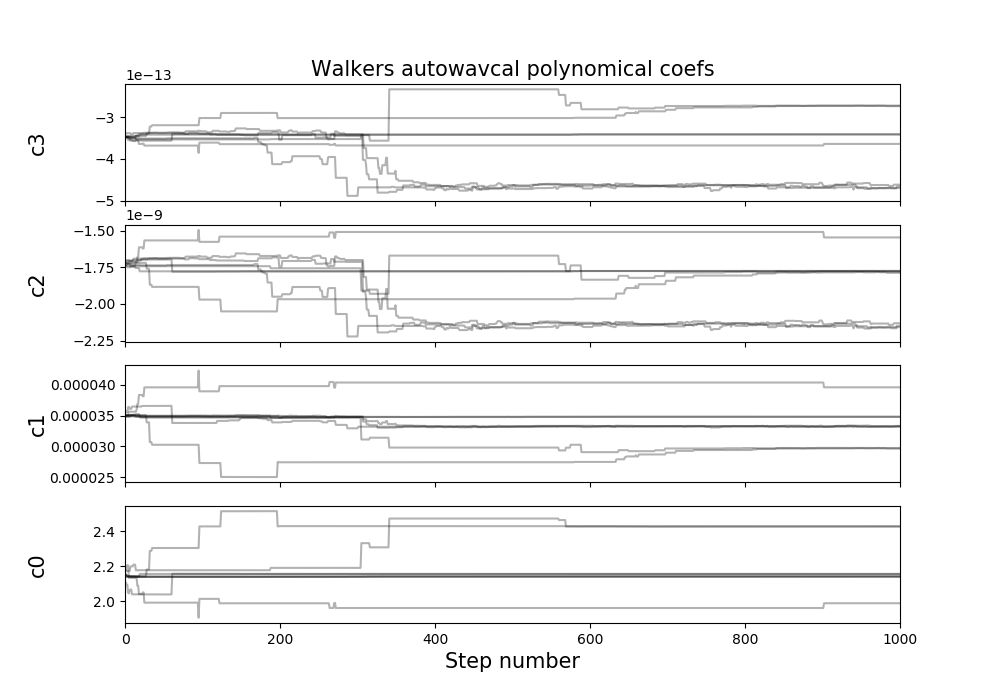 Walkers autowavcal polynomical coefs
1e−13
−3
−4
−5
c3
1e−9
−1.50
−1.75
−2.00
−2.25
c2
0.000040
0.000035
0.000030
0.000025
c1
2.4
2.2
2.0
c0
0 200 400 600 800 1000
Step number